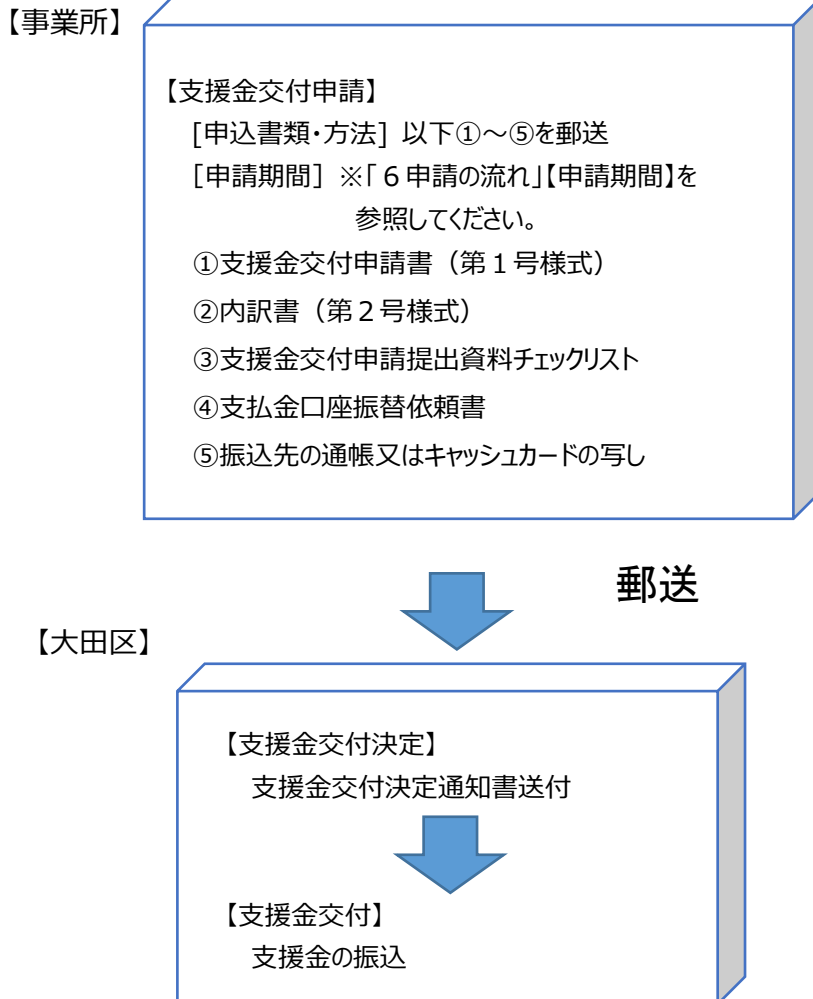 【事業所】
【支援金交付申請】
[申込書類・方法] 以下①～⑤を郵送
[申請期間] ※「６申請の流れ」【申請期間】を
参照してください。
①支援金交付申請書（第１号様式）
②内訳書（第２号様式）
③支援金交付申請提出資料チェックリスト
④支払金口座振替依頼書
⑤振込先の通帳又はキャッシュカードの写し
郵送
【大田区】
【支援金交付決定】
支援金交付決定通知書送付
【支援金交付】
支援金の振込